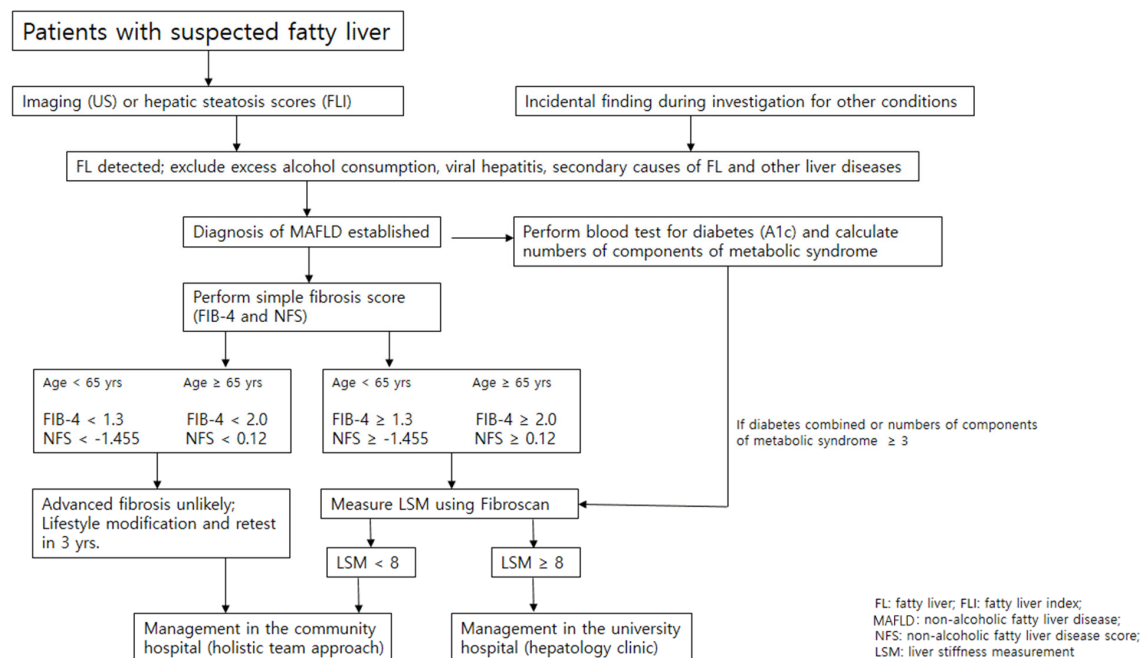 Patients with suspected fatty liver
Imaging (US) or hepatic steatosis scores (FLI)
Incidental finding during investigation for other conditions
FL detected; exclude excess alcohol consumption, viral hepatitis, secondary causes of FL and other liver diseases
Diagnosis of MAFLD established
Perform blood test for diabetes (A1c) and calculate
numbers of components of metabolic syndrome
Perform simple fibrosis score
(FIB-4 and NFS)
Age < 65 yrs Age ≥ 65 yrs
FIB-4 < 1.3 FIB-4 < 2.0
NFS < -1.455 NFS < 0.12
Age < 65 yrs Age ≥ 65 yrs
FIB-4 ≥ 1.3 FIB-4 ≥ 2.0
NFS ≥ -1.455 NFS ≥ 0.12
If diabetes combined or numbers of components
of metabolic syndrome ≥ 3
Advanced fibrosis unlikely;
Lifestyle modification and retest
in 3 yrs.
Measure LSM using Fibroscan
LSM < 8
LSM ≥ 8
Management in the community
hospital (holistic team approach)
Management in the university
hospital (hepatology clinic)
FL: fatty liver; FLI: fatty liver index;
MAFLD: non-alcoholic fatty liver disease;
NFS: non-alcoholic fatty liver disease score;
LSM: liver stiffness measurement